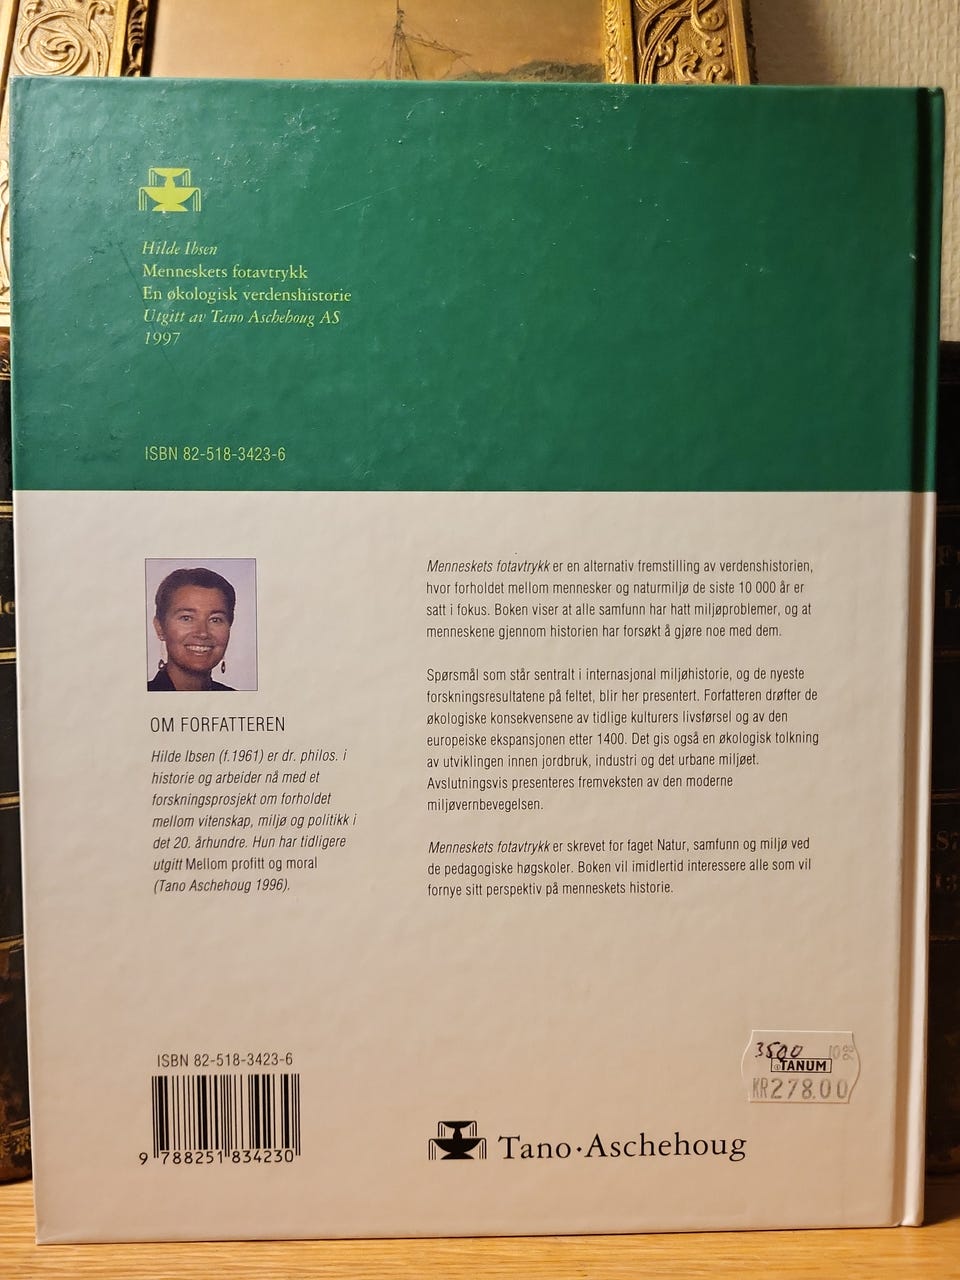 Hilde Ibsen
Menneskets fotavtrykk
En økologisk verdenshistorie
Utgitt av Tano Aschehoug AS
1997
ISBN 82-518-3423-6
OM FORFATTEREN
Hilde Ibsen (f.1961) er dr. philos. i
historie og arbeider nå med et
forskningsprosjekt om forholdet
mellom vitenskap, miljø og politikk i
det 20. århundre. Hun har tidligere
utgitt Mellom profitt og moral
(Tano Aschehoug 1996).
Menneskets fotavtrykk er en alternativ fremstilling av verdenshistorien,
hvor forholdet mellom mennesker og naturmiljø de siste 10 000 år er
satt i fokus. Boken viser at alle samfunn har hatt miljøproblemer, og at
menneskene gjennom historien har forsøkt å gjøre noe med dem.
Spørsmål som står sentralt i internasjonal miljøhistorie, og de nyeste
forskningsresultatene på feltet, blir her presentert. Forfatteren drøfter de
økologiske konsekvensene av tidlige kulturers livsførsel og av den
europeiske ekspansjonen etter 1400. Det gis også en økologisk tolkning
av utviklingen innen jordbruk, industri og det urbane miljøet.
Avslutningsvis presenteres fremveksten av den moderne
miljøvernbevegelsen.
Menneskets fotavtrykk er skrevet for faget Natur, samfunn og miljø ved
de pedagogiske høgskoler. Boken vil imidlertid interessere alle som vil
fornye sitt perspektiv på menneskets historie.
ISBN 82-518-3423-6
9 788251 834230
TANUM
KR278.00
Tano·Aschehoug